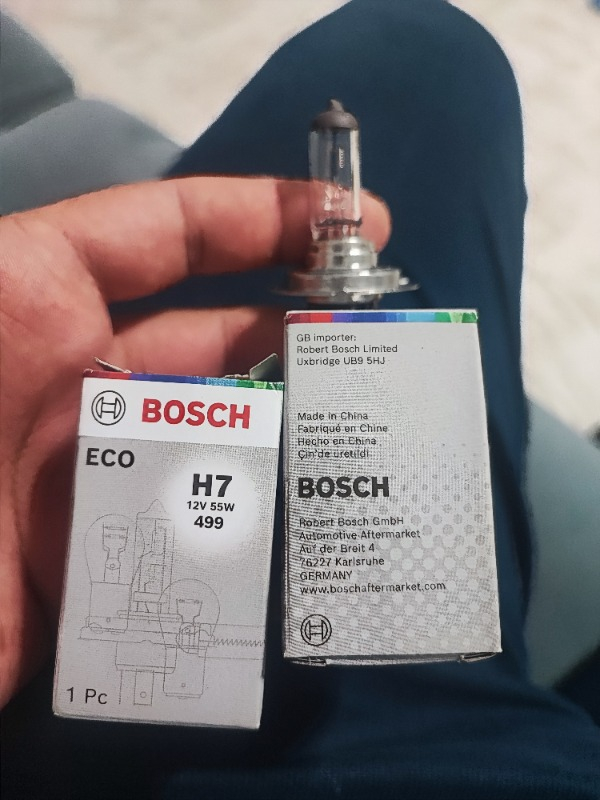 BOSCH
ECO
H7
12V 55W
499
1 Pc
GB importer:
Robert Bosch Limited
Uxbridge UB9 5HJ
Made in China
Fabriqué en Chine
Hecho en China
Çin'de üretildi
BOSCH
Robert Bosch GmbH
Automotive Aftermarket
Auf der Breit 4
76227 Karlsruhe
GERMANY
www.boschaftermarket.com